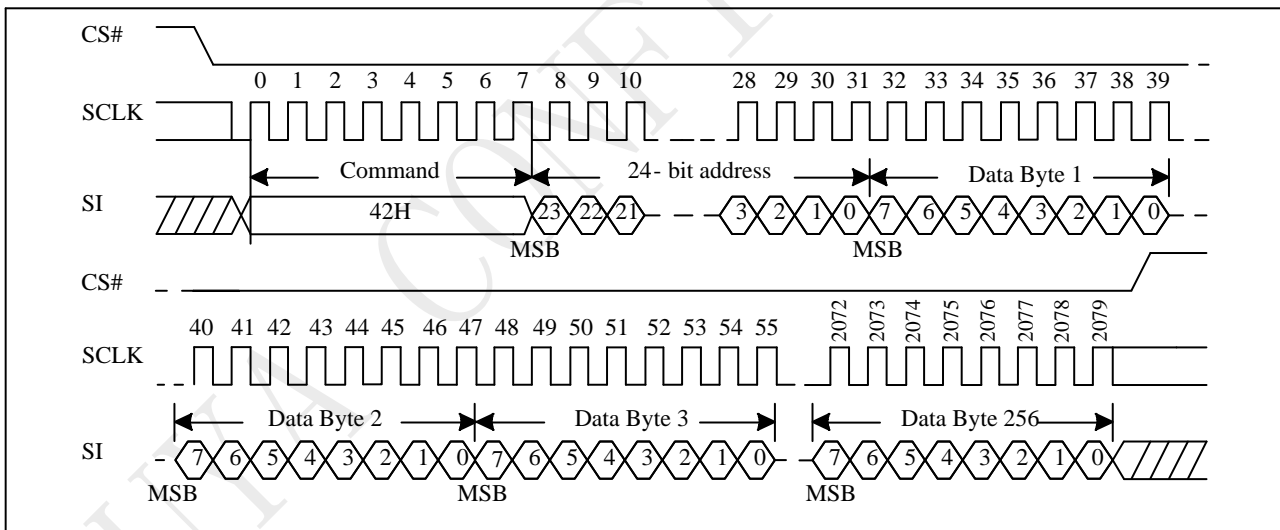 CS#
0 1 2 3 4 5 6 7 8 9 10 28 29 30 31 32 33 34 35 36 37 38 39
SCLK
Command 24- bit address Data Byte 1
SI 42H 23 22 21 3 2 1 0 7 6 5 4 3 2 1 0
MSB MSB
CS#
40 41 42 43 44 45 46 47 48 49 50 51 52 53 54 55 2072 2073 2074 2075 2076 2077 2078 2079
SCLK
Data Byte 2 Data Byte 3 Data Byte 256
SI 7 6 5 4 3 2 1 0 7 6 5 4 3 2 1 0 7 6 5 4 3 2 1 0
MSB MSB MSB